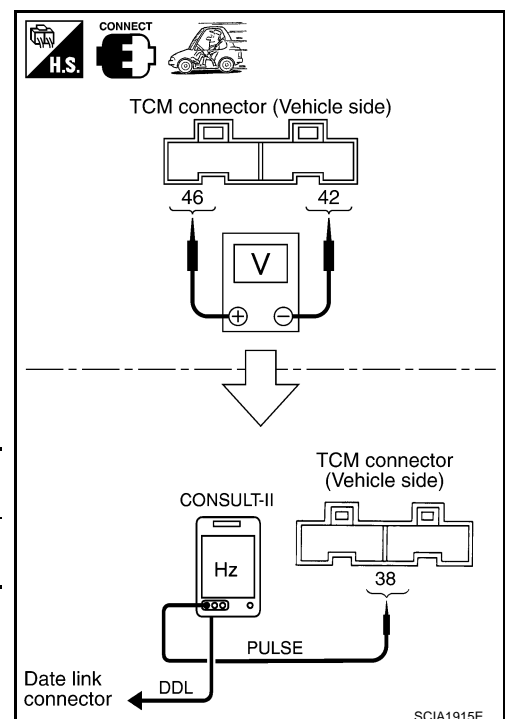 H.S.
CONNECT
TCM connector (Vehicle side)
46
42
V
+
−
TCM connector
(Vehicle side)
CONSULT-II
Hz
38
PULSE
Date link
connector
DDL
SCIA1915E